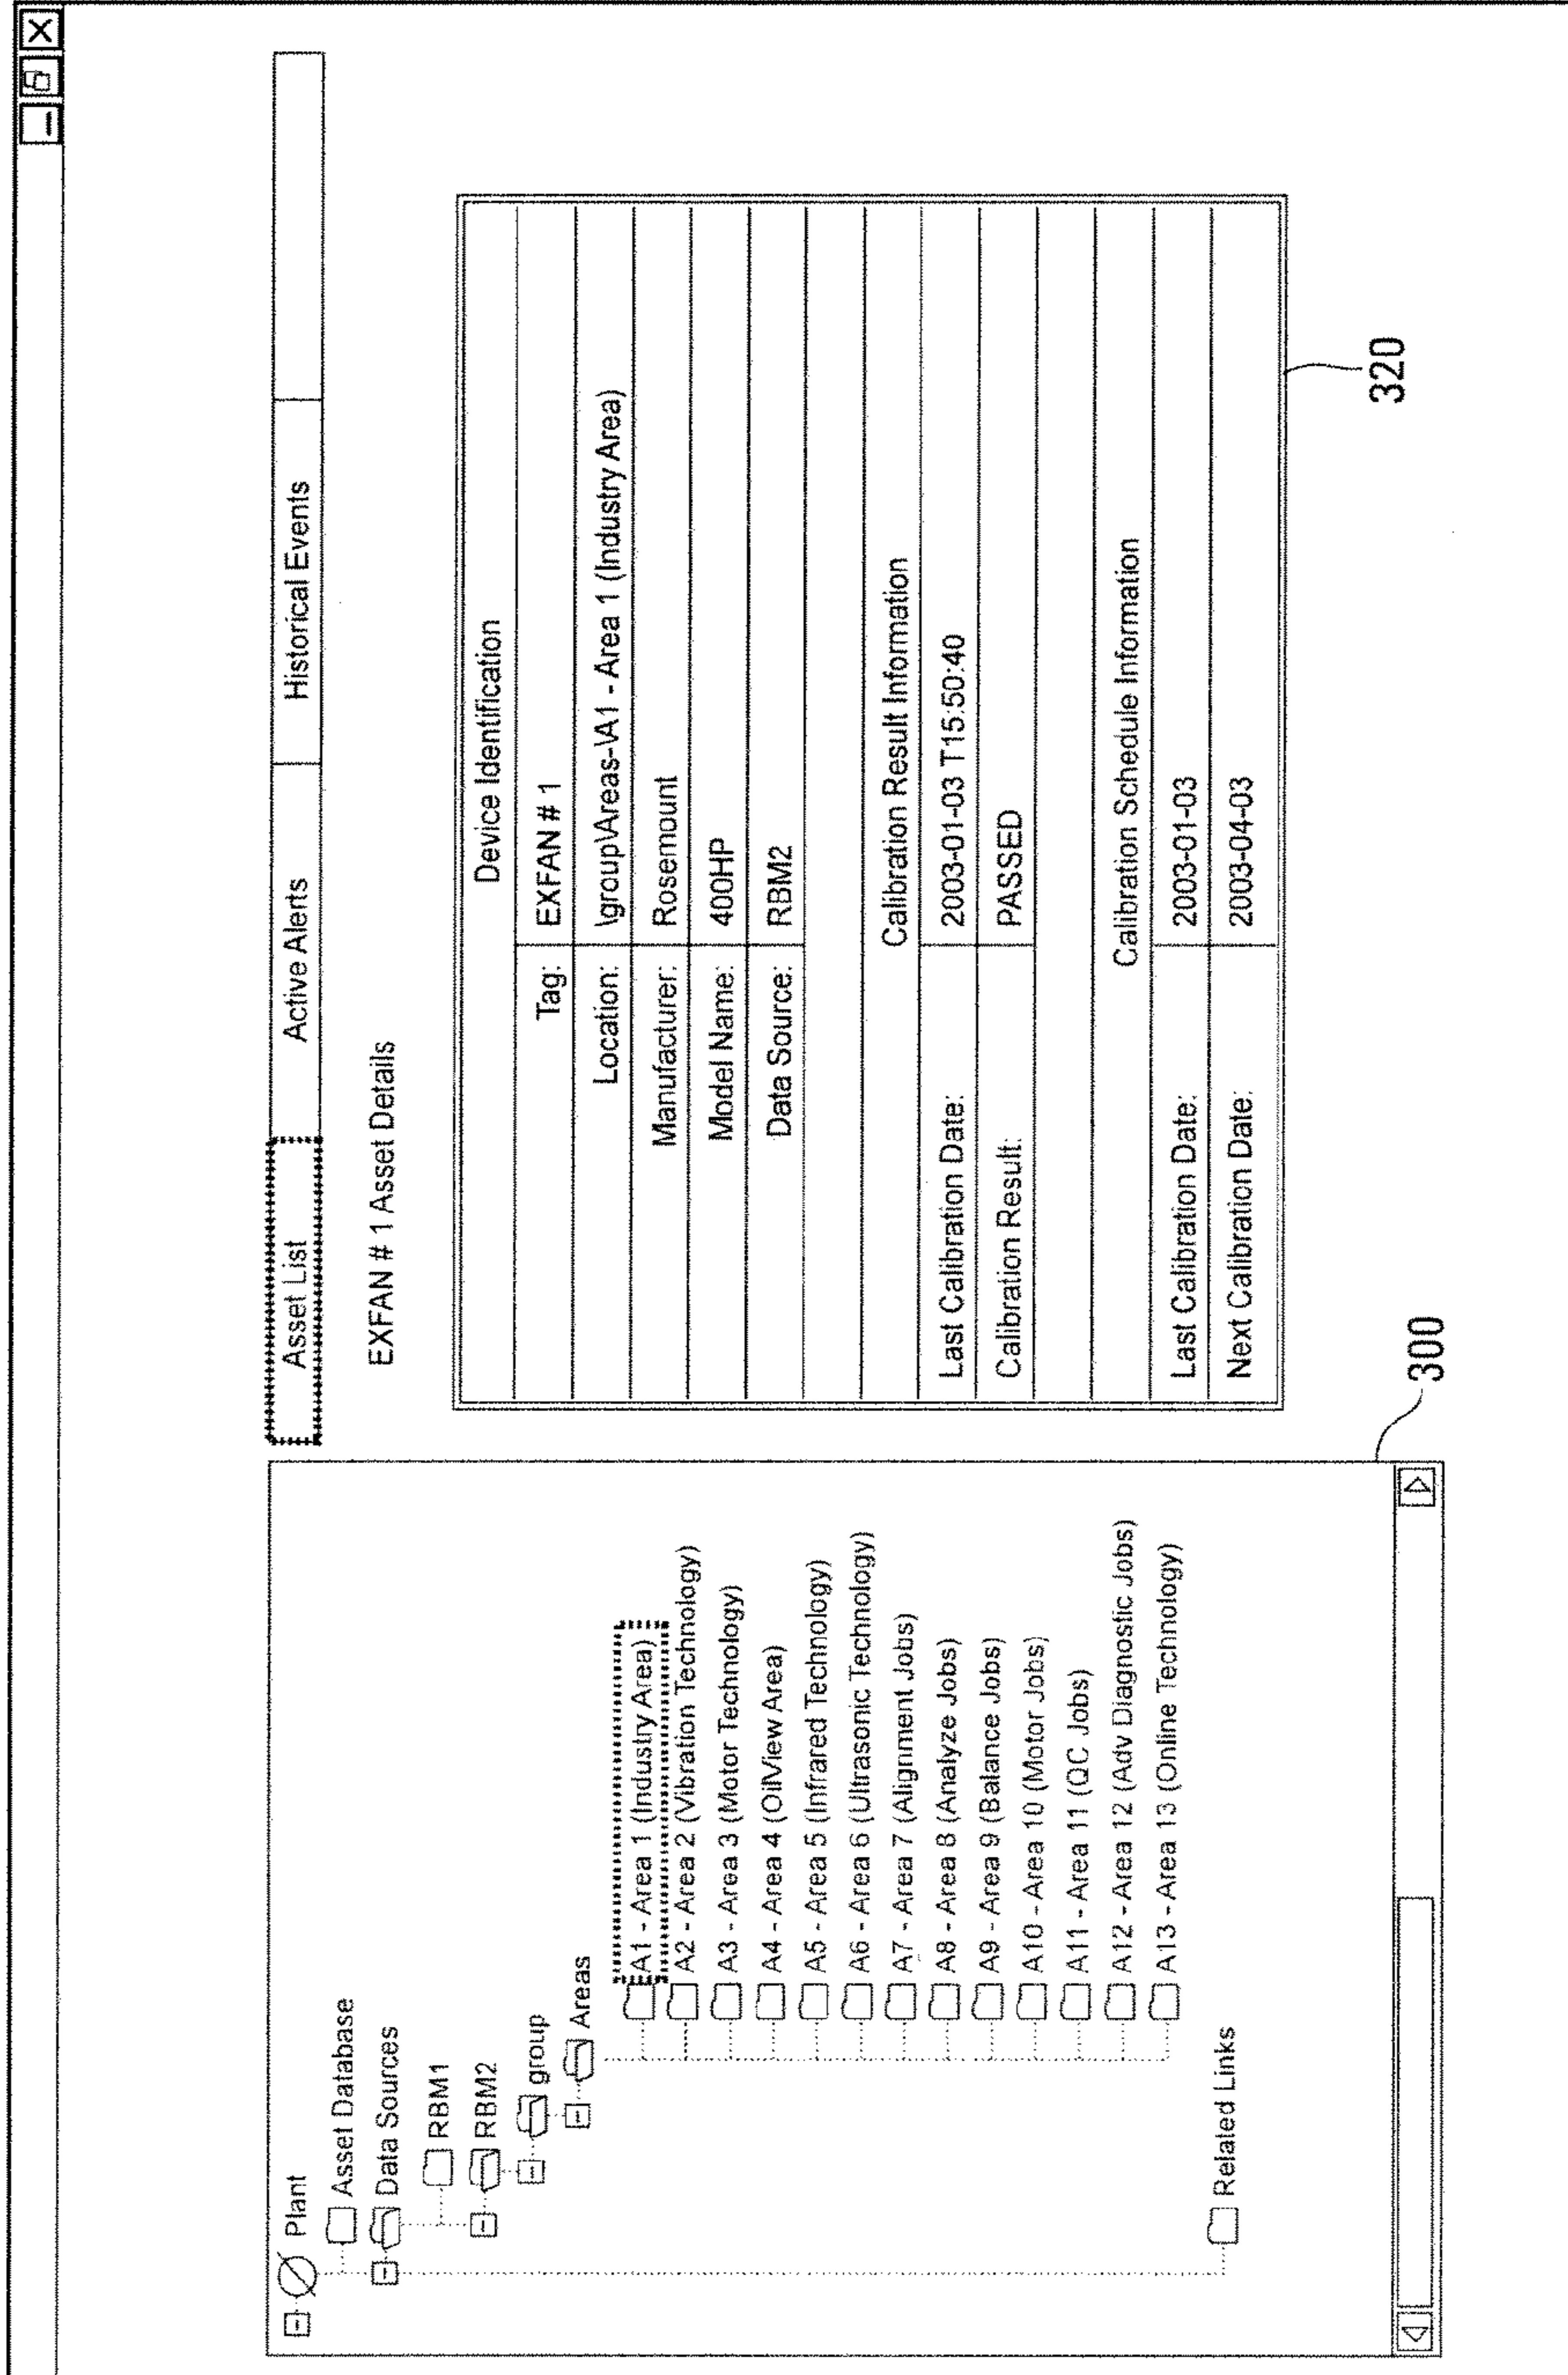 Plant
Asset Database
Data Sources
RBM1
RBM2
group
Areas
A1 - Area 1 (Industry Area)
A2 - Area 2 (Vibration Technology)
A3 - Area 3 (Motor Technology)
A4 - Area 4 (OilView Area)
A5 - Area 5 (Infrared Technology)
A6 - Area 6 (Ultrasonic Technology)
A7 - Area 7 (Alignment Jobs)
A8 - Area 8 (Analyze Jobs)
A9 - Area 9 (Balance Jobs)
A10 - Area 10 (Motor Jobs)
A11 - Area 11 (QC Jobs)
A12 - Area 12 (Adv Diagnostic Jobs)
A13 - Area 13 (Online Technology)
Related Links
300
Asset List Active Alerts Historical Events
EXFAN # 1 Asset Details
Device Identification
Tag: EXFAN # 1
Location: \group\Areas-\A1 - Area 1 (Industry Area)
Manufacturer: Rosemount
Model Name: 400HP
Data Source: RBM2
Calibration Result Information
Last Calibration Date: 2003-01-03 T15:50:40
Calibration Result: PASSED
Calibration Schedule Information
Last Calibration Date: 2003-01-03
Next Calibration Date: 2003-04-03
320